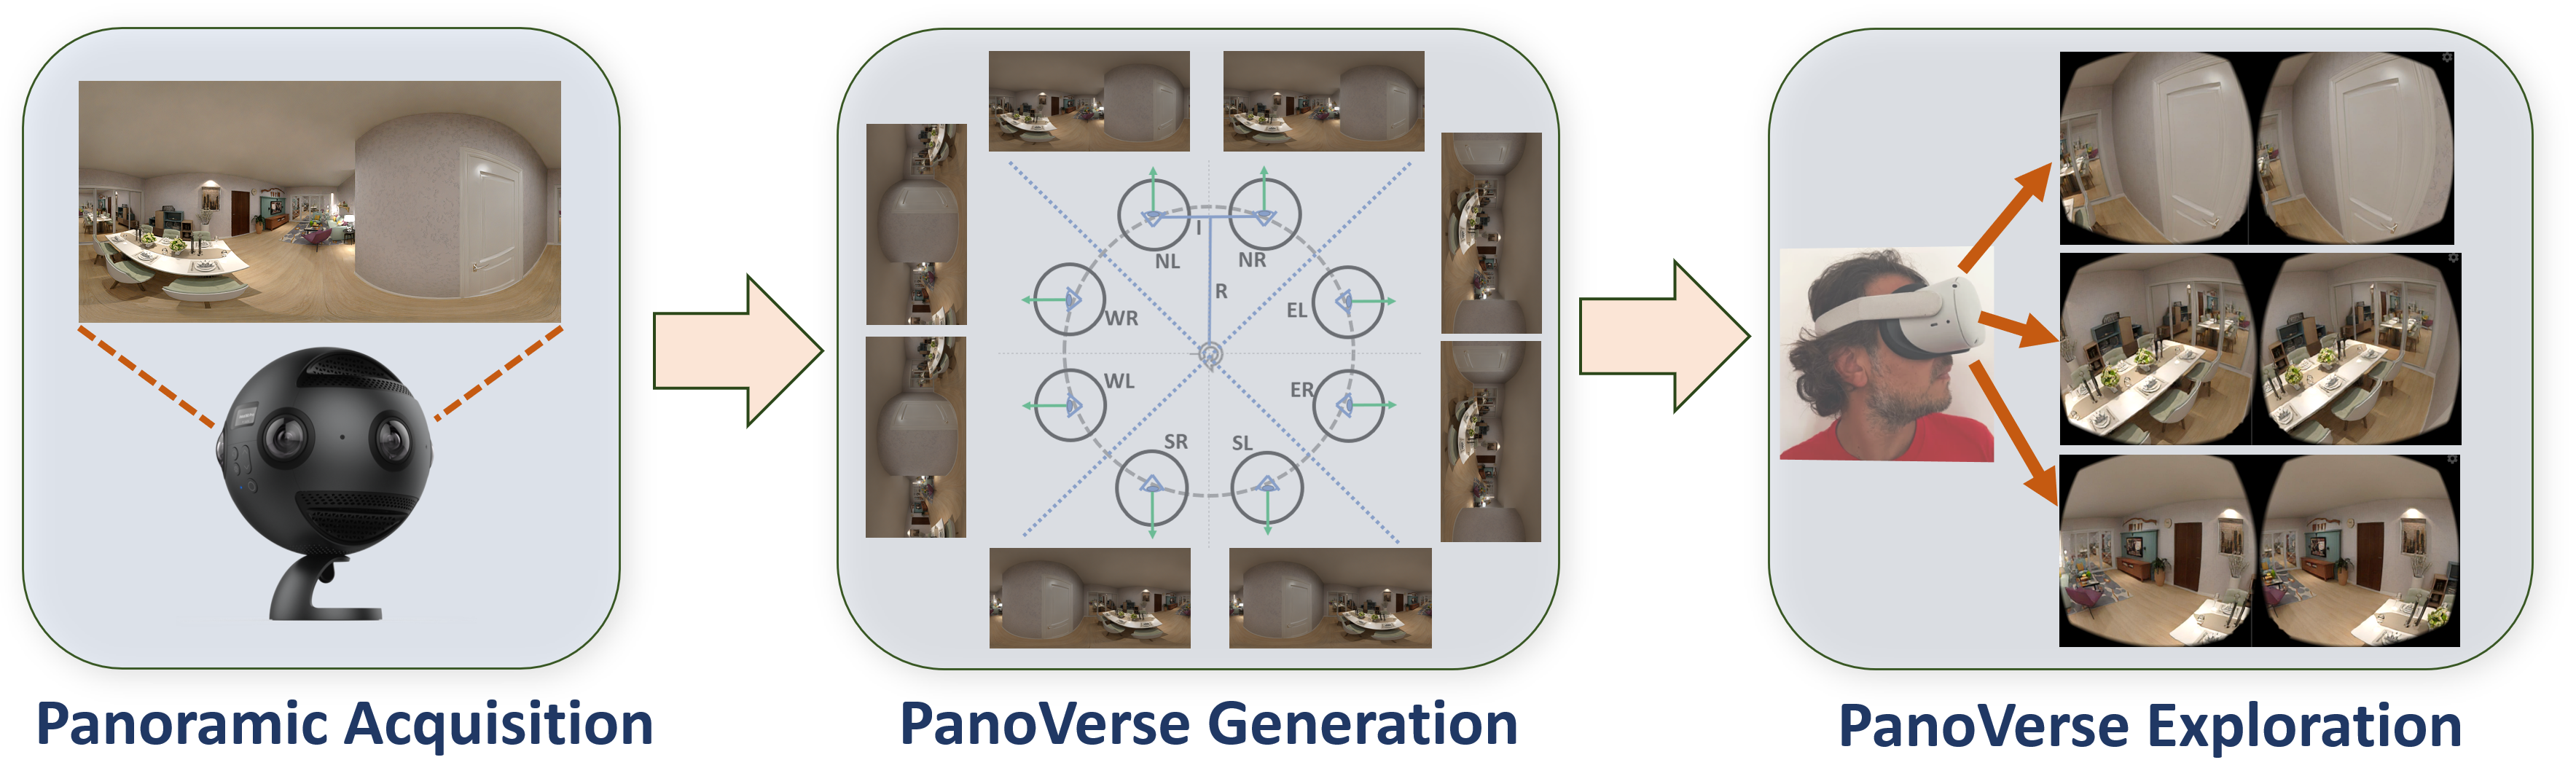 NL
NR
I
R
WR
EL
WL
ER
SR
SL
Panoramic Acquisition
PanoVerse Generation
PanoVerse Exploration